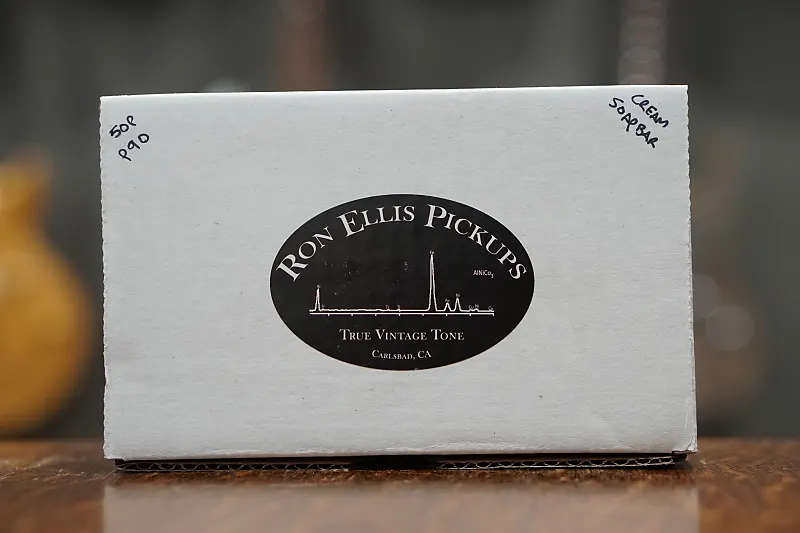 50P
P90
CREAM
SOAPBAR
RON ELLIS PICKUPS
AlNiCo5
TRUE VINTAGE TONE
CARLSBAD, CA